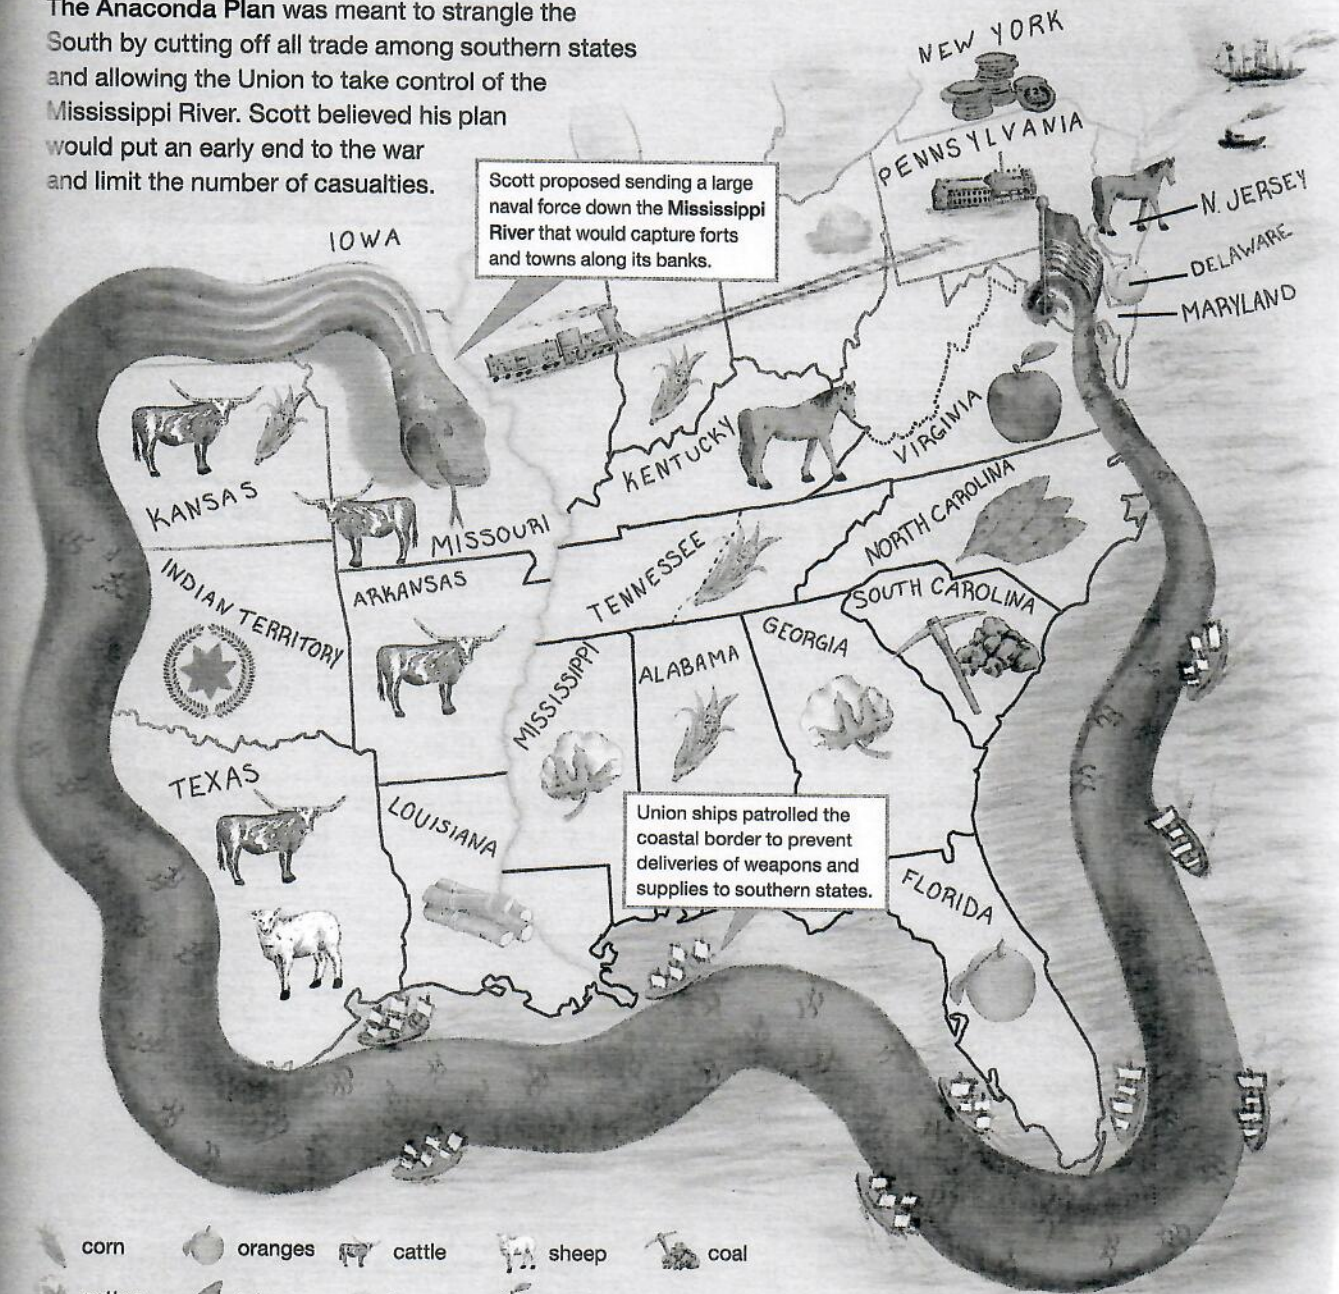 The Anaconda Plan was meant to strangle the
South by cutting off all trade among southern states
and allowing the Union to take control of the
Mississippi River. Scott believed his plan
would put an early end to the war
and limit the number of casualties.
Scott proposed sending a large
naval force down the Mississippi
River that would capture forts
and towns along its banks.
NEW YORK
PENNSYLVANIA
N. JERSEY
DELAWARE
MARYLAND
IOWA
KANSAS
MISSOURI
KENTUCKY
VIRGINIA
INDIAN TERRITORY
ARKANSAS
TENNESSEE
NORTH CAROLINA
SOUTH CAROLINA
MISSISSIPPI
ALABAMA
GEORGIA
TEXAS
LOUISIANA
Union ships patrolled the
coastal border to prevent
deliveries of weapons and
supplies to southern states.
FLORIDA
corn oranges cattle sheep coal